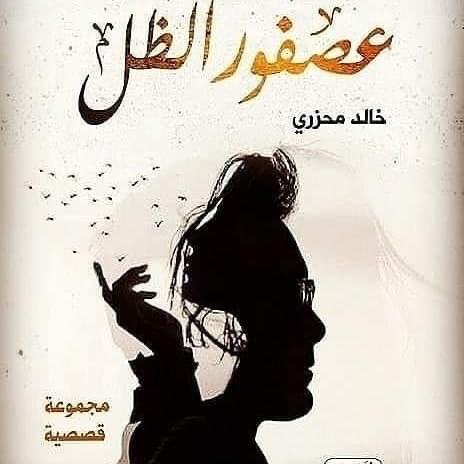 عصفور الظل
خالد محزري
مجموعة
قصصية